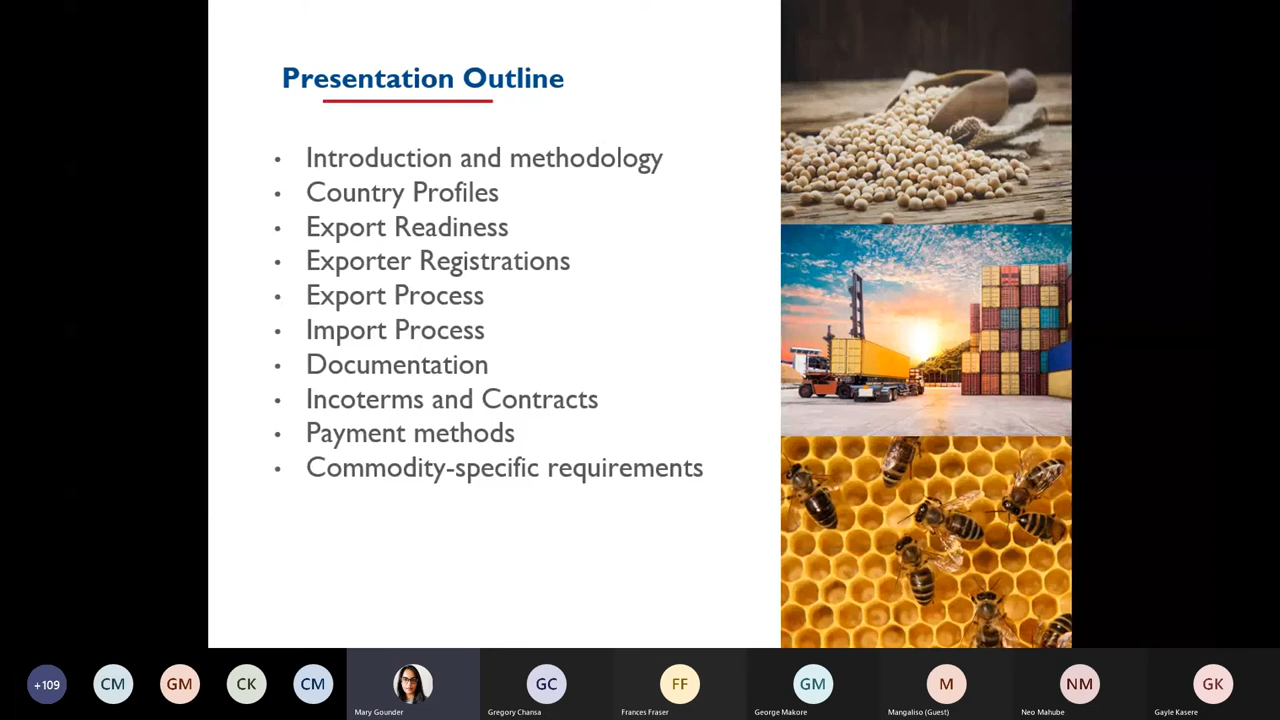 Presentation Outline
• Introduction and methodology
• Country Profiles
• Export Readiness
• Exporter Registrations
• Export Process
• Import Process
• Documentation
• Incoterms and Contracts
• Payment methods
• Commodity-specific requirements
+109
CM
GM
CK
CM
GC
FF
GM
M
NM
GK
Mary Gounder
Gregory Chansa
Frances Fraser
George Makore
Mangaliso (Guest)
Neo Mahube
Gayle Kasere